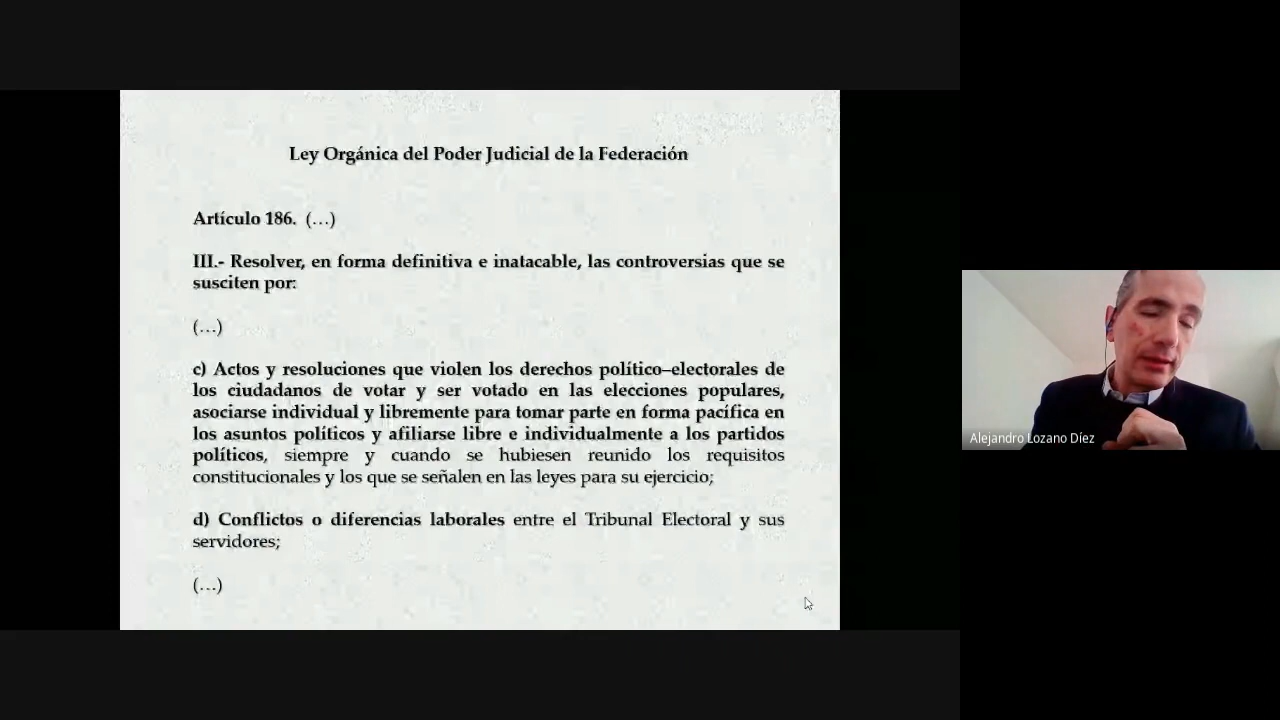 Ley Orgánica del Poder Judicial de la Federación
Artículo 186. (…)
III.- Resolver, en forma definitiva e inatacable, las controversias que se
susciten por:
(…)
c) Actos y resoluciones que violen los derechos político–electorales de
los ciudadanos de votar y ser votado en las elecciones populares,
asociarse individual y libremente para tomar parte en forma pacífica en
los asuntos políticos y afiliarse libre e individualmente a los partidos
políticos, siempre y cuando se hubiesen reunido los requisitos
constitucionales y los que se señalen en las leyes para su ejercicio;
d) Conflictos o diferencias laborales entre el Tribunal Electoral y sus
servidores;
(…)
Alejandro Lozano Díez